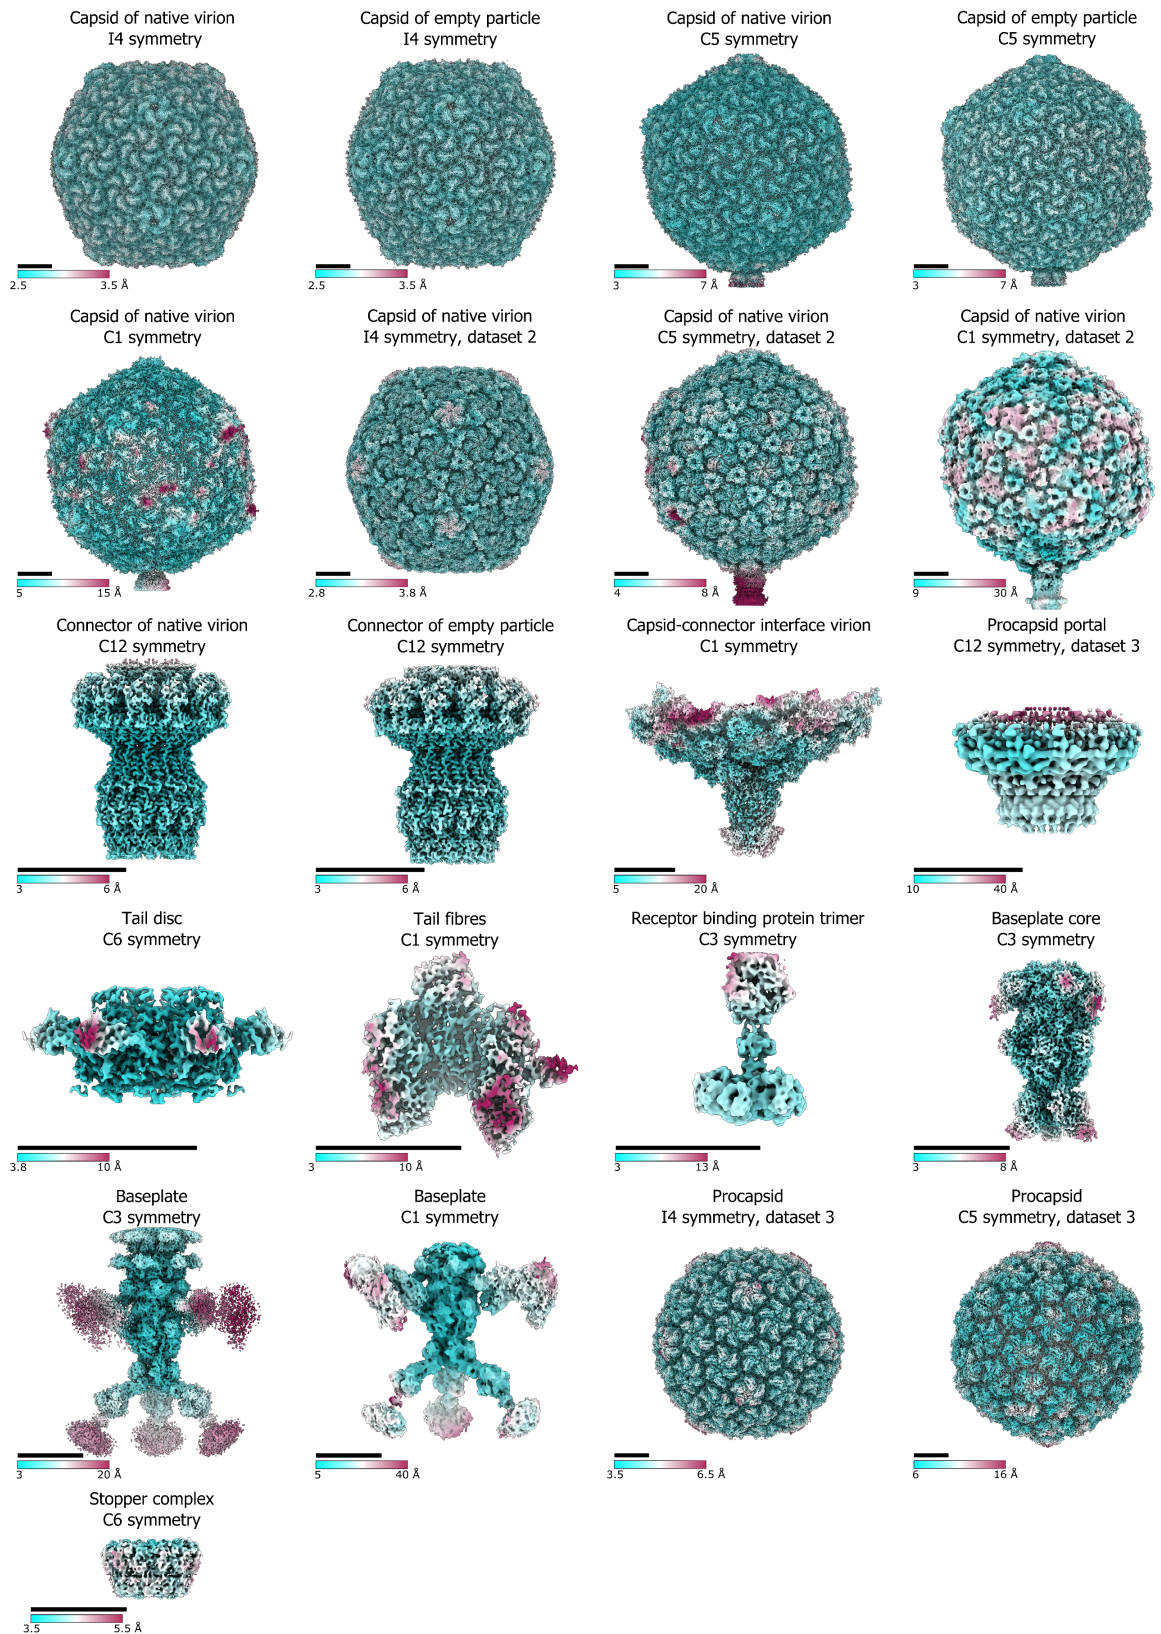 Capsid of native virion
I4 symmetry
Capsid of empty particle
I4 symmetry
Capsid of native virion
C5 symmetry
Capsid of empty particle
C5 symmetry
2.5 3.5 Å
2.5 3.5 Å
3 7 Å
3 7 Å
Capsid of native virion
C1 symmetry
Capsid of native virion
I4 symmetry, dataset 2
Capsid of native virion
C5 symmetry, dataset 2
Capsid of native virion
C1 symmetry, dataset 2
5 15 Å
2.8 3.8 Å
4 8 Å
9 30 Å
Connector of native virion
C12 symmetry
Connector of empty particle
C12 symmetry
Capsid-connector interface virion
C1 symmetry
Procapsid portal
C12 symmetry, dataset 3
3 6 Å
3 6 Å
5 20 Å
10 40 Å
Tail disc
C6 symmetry
Tail fibres
C1 symmetry
Receptor binding protein trimer
C3 symmetry
Baseplate core
C3 symmetry
3.8 10 Å
3 10 Å
3 13 Å
3 8 Å
Baseplate
C3 symmetry
Baseplate
C1 symmetry
Procapsid
I4 symmetry, dataset 3
Procapsid
C5 symmetry, dataset 3
3 20 Å
5 40 Å
3.5 6.5 Å
6 16 Å
Stopper complex
C6 symmetry
3.5 5.5 Å